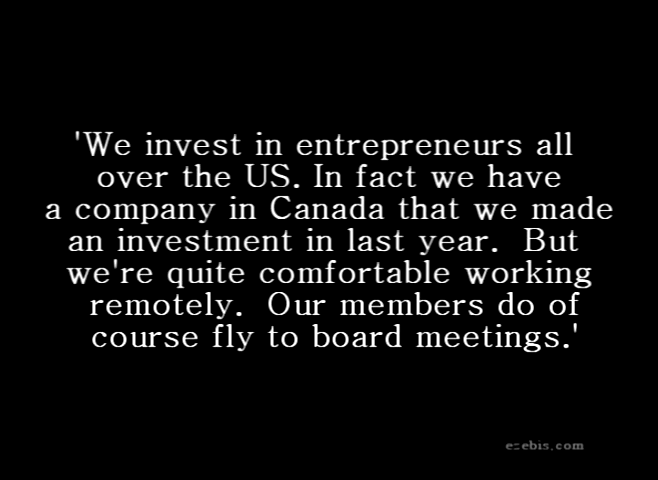 'We invest in entrepreneurs all
over the US. In fact we have
a company in Canada that we made
an investment in last year.  But
we're quite comfortable working
remotely.  Our members do of
course fly to board meetings.'
ezebis.com